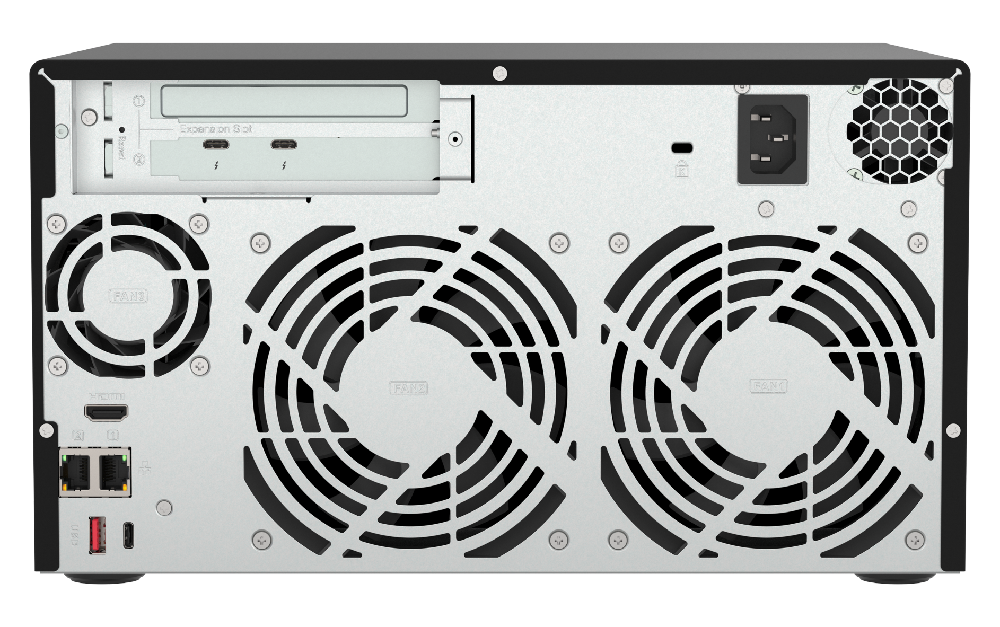 1
Expansion Slot
Reset
2
K
FAN3
FAN2
FAN1
HDMI
2 1
USB